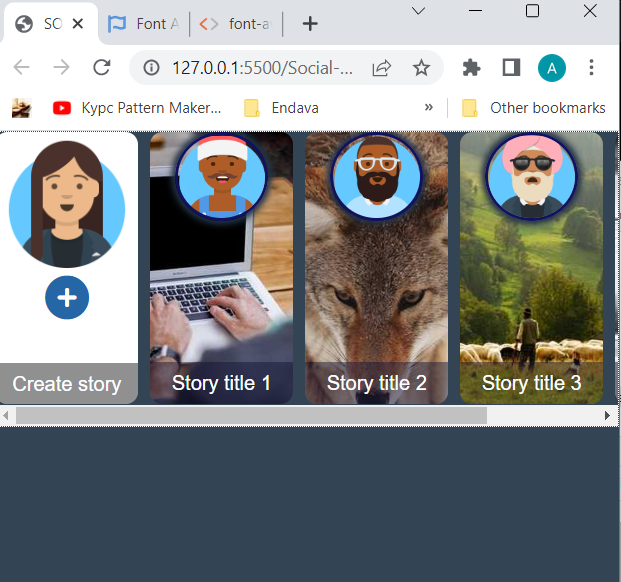 SO
Font A
font-a
127.0.0.1:5500/Social-...
A
Курс Pattern Maker...
Endava
»
Other bookmarks
Create story
Story title 1
Story title 2
Story title 3